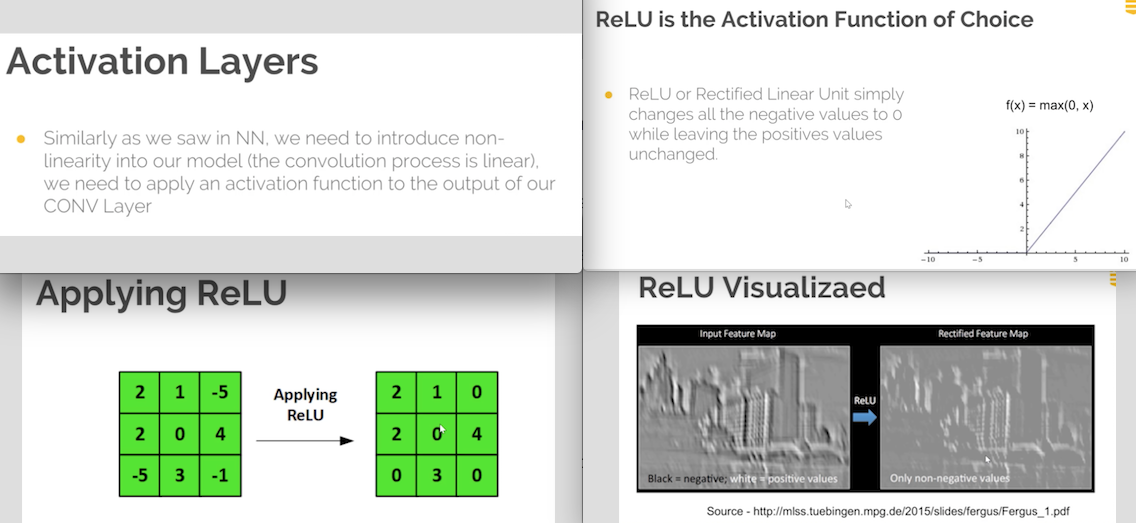 Activation Layers
Similarly as we saw in NN, we need to introduce non-
linearity into our model (the convolution process is linear),
we need to apply an activation function to the output of our
CONV Layer
ReLU is the Activation Function of Choice
ReLU or Rectified Linear Unit simply
changes all the negative values to 0
while leaving the positives values
unchanged.
f(x) = max(0, x)
10
8
6
4
2
-10 -5 5 10
Applying ReLU
2 1 -5
2 0 4
-5 3 -1
Applying
ReLU
2 1 0
2 0 4
0 3 0
ReLU Visualizaed
Input Feature Map
Rectified Feature Map
ReLU
Black = negative; white = positive values
Only non-negative values
Source - http://mlss.tuebingen.mpg.de/2015/slides/fergus/Fergus_1.pdf